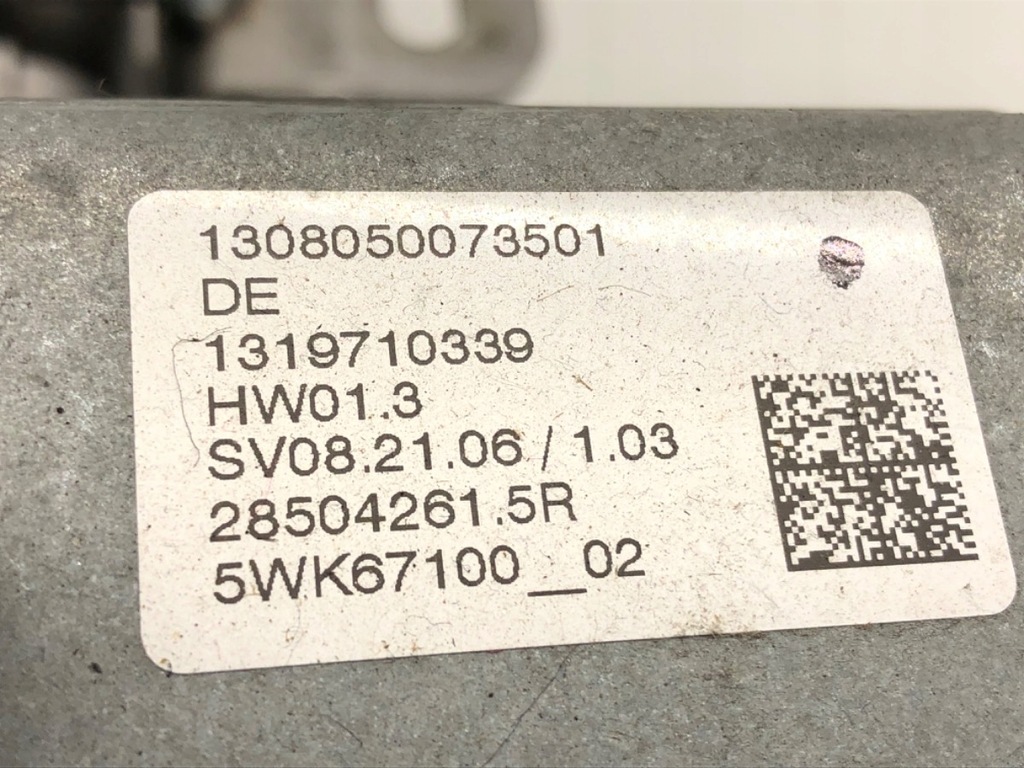 1308050073501
DE
1319710339
HW01.3
SV08.21.06 / 1.03
28504261.5R
5WK67100__02